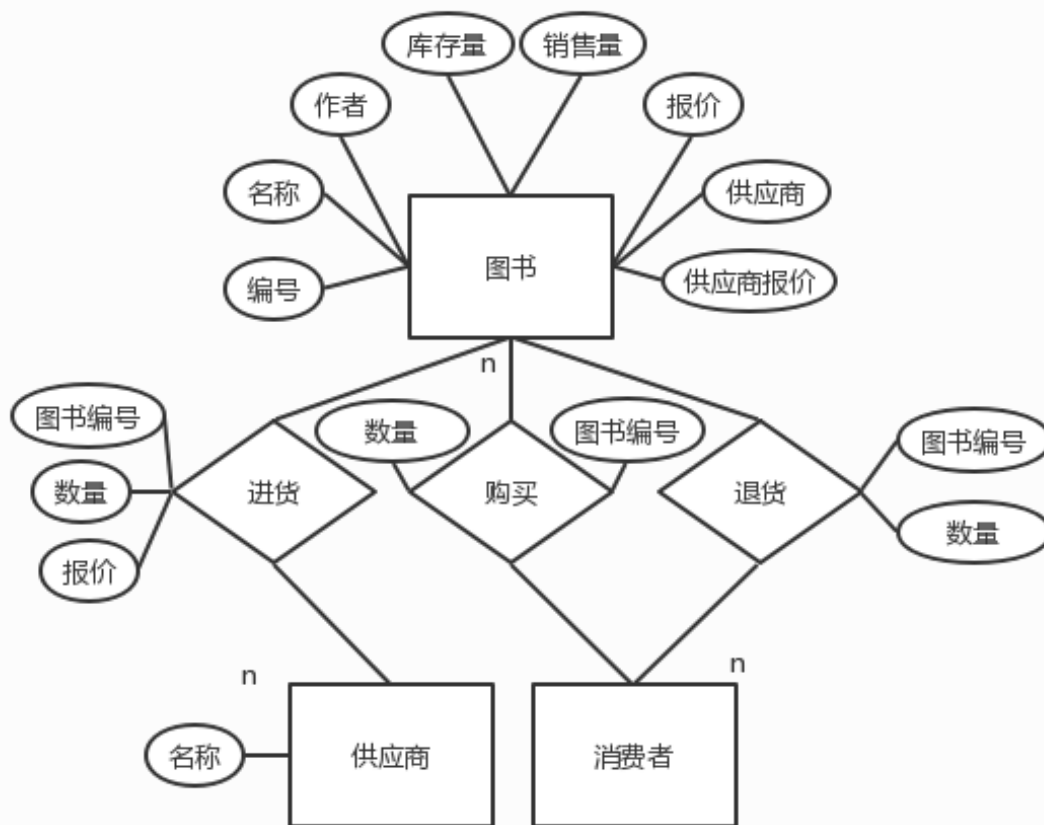 库存量
销售量
作者
报价
名称
供应商
编号
图书
供应商报价
n
图书编号
数量
图书编号
图书编号
数量
进货
购买
退货
数量
报价
n
n
名称
供应商
消费者